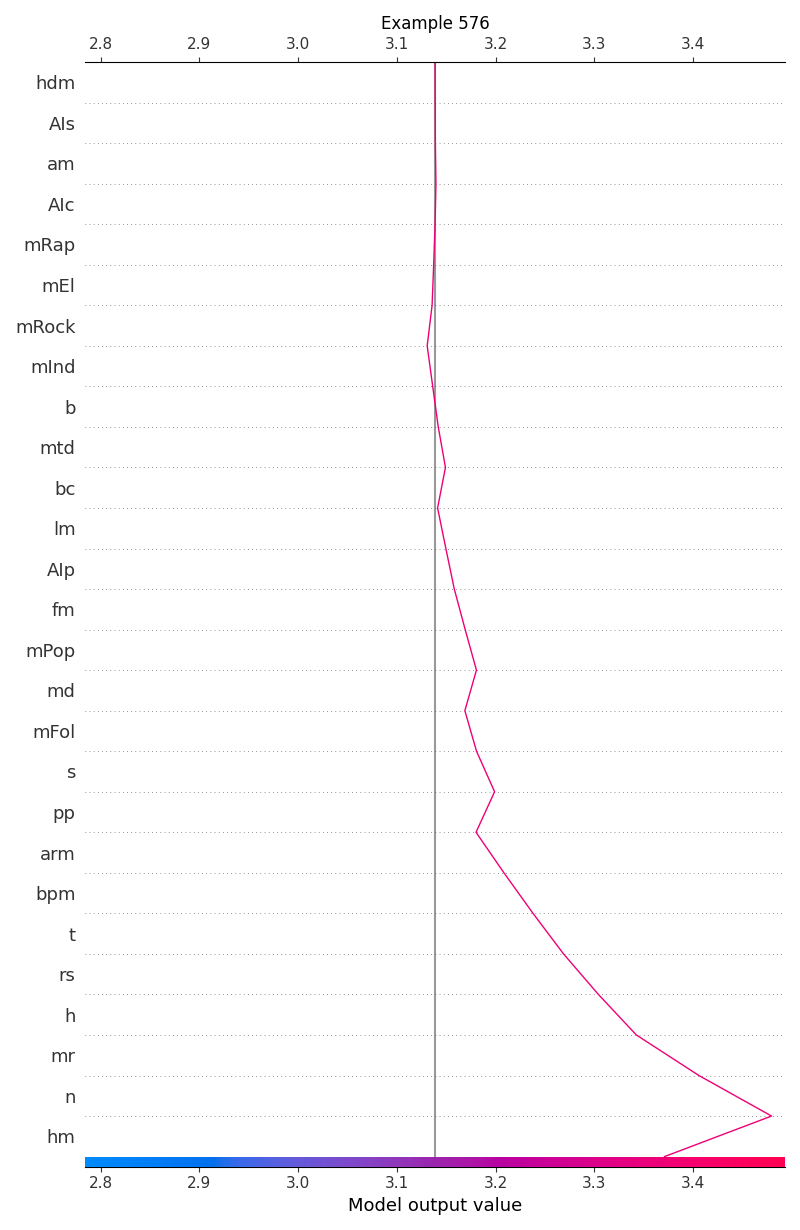 Example 576
2.8 2.9 3.0 3.1 3.2 3.3 3.4
hdm
AIs
am
AIc
mRap
mEl
mRock
mInd
b
mtd
bc
lm
AIp
fm
mPop
md
mFol
s
pp
arm
bpm
t
rs
h
mr
n
hm
2.8 2.9 3.0 3.1 3.2 3.3 3.4
Model output value